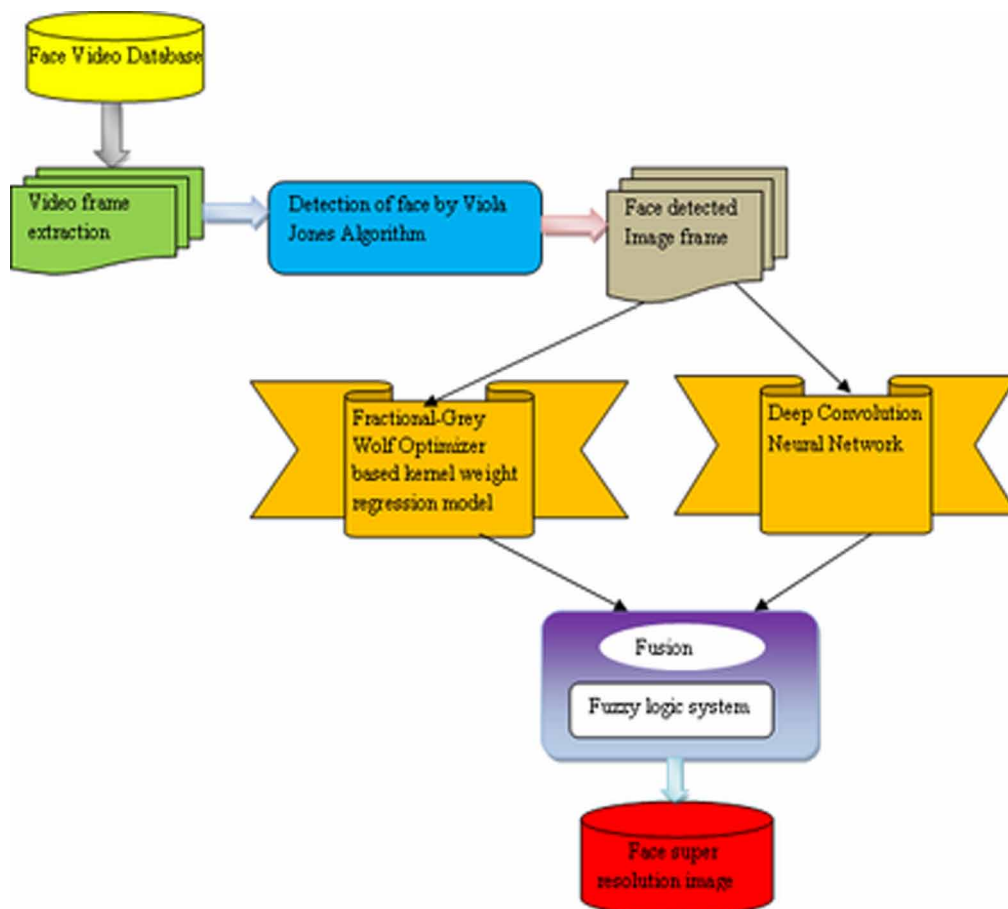 Face Video Database
Video frame
extraction
Detection of face by Viola
Jones Algorithm
Face detected
Image frame
Fractional-Grey
Wolf Optimizer
based kernel weight
regression model
Deep Convolution
Neural Network
Fusion
Fuzzy logic system
Face super
resolution image